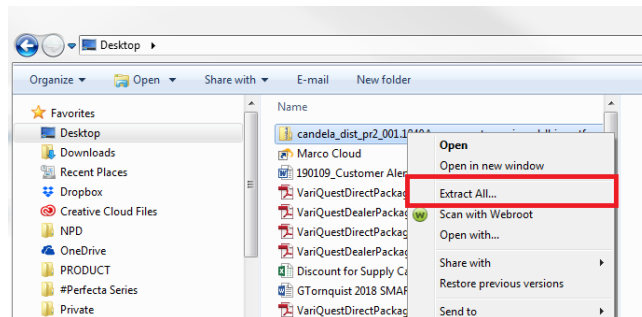 Desktop
Organize Open Share with E-mail New folder
Favorites
Desktop
Downloads
Recent Places
Dropbox
Creative Cloud Files
NPD
OneDrive
PRODUCT
#Perfecta Series
Private
Name
candela_dist_pr2_001.1
Marco Cloud
190109_Customer Aler
VariQuestDirectPackag
VariQuestDealerPackag
VariQuestDirectPackag
VariQuestDealerPackag
Discount for Supply Ca
GTornquist 2018 SMAR
VariQuestDirectPackag
Open
Open in new window
Extract All...
Scan with Webroot
Open with...
Share with
Restore previous versions
Send to